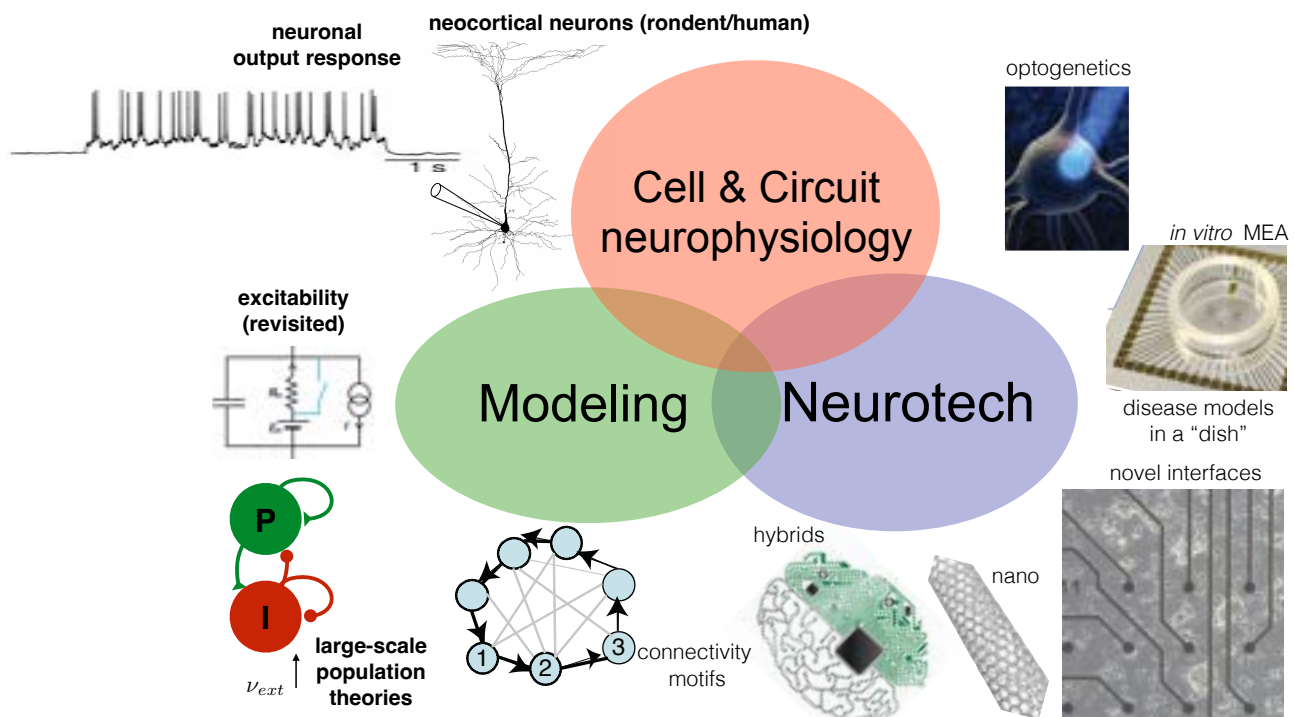 neuronal
output response
neocortical neurons (rondent/human)
1 s
optogenetics
Cell & Circuit
neurophysiology
in vitro MEA
excitability
(revisited)
Modeling
Neurotech
disease models
in a “dish”
novel interfaces
P
I
ν_ext
large-scale
population
theories
1
2
3
connectivity
motifs
hybrids
nano